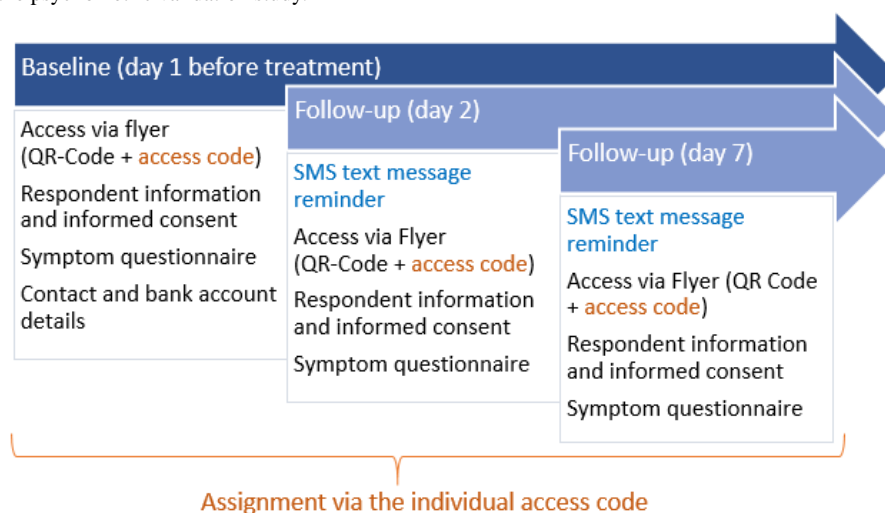 Baseline (day 1 before treatment)
Access via flyer
(QR-Code + access code)
Respondent information
and informed consent
Symptom questionnaire
Contact and bank account
details
Follow-up (day 2)
SMS text message
reminder
Access via Flyer
(QR-Code + access code)
Respondent information
and informed consent
Symptom questionnaire
Follow-up (day 7)
SMS text message
reminder
Access via Flyer (QR Code
+ access code)
Respondent information
and informed consent
Symptom questionnaire
Assignment via the individual access code